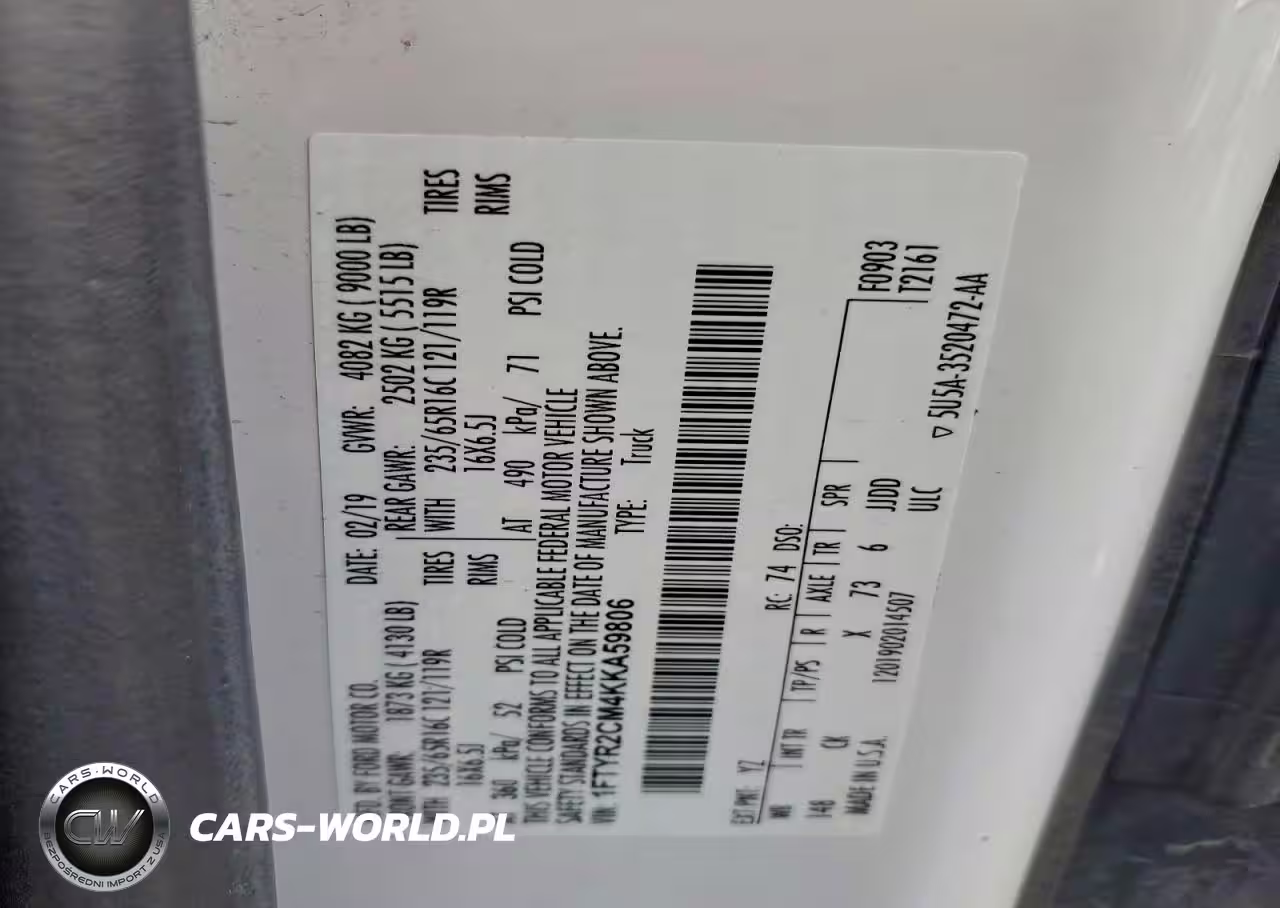 MFD. BY FORD MOTOR CO.
DATE: 02/19 GVWR: 4082 KG ( 9000 LB)
FRONT GAWR: 1873 KG ( 4130 LB)
REAR GAWR: 2502 KG ( 5515 LB)
WITH 235/65R16C 121/119R TIRES
WITH 235/65R16C 121/119R TIRES
16X6.5J RIMS
16X6.5J RIMS
360 kPa/ 52 PSI COLD
AT 490 kPa/ 71 PSI COLD
THIS VEHICLE CONFORMS TO ALL APPLICABLE FEDERAL MOTOR VEHICLE
SAFETY STANDARDS IN EFFECT ON THE DATE OF MANUFACTURE SHOWN ABOVE.
VIN: 1FTYR2CM4KKA59806
TYPE: Truck
EXT PNT: YZ RC: 74 DSO:
WB INT TR TP/PS R AXLE TR SPR
F0903
148 CK X 73 6 JJDD
T2161
MADE IN U.S.A. 1201902014507 ULC
▽ 5U5A-3520472-AA
CARS-WORLD
CW
BEZPOŚREDNI IMPORT Z USA
CARS-WORLD.PL